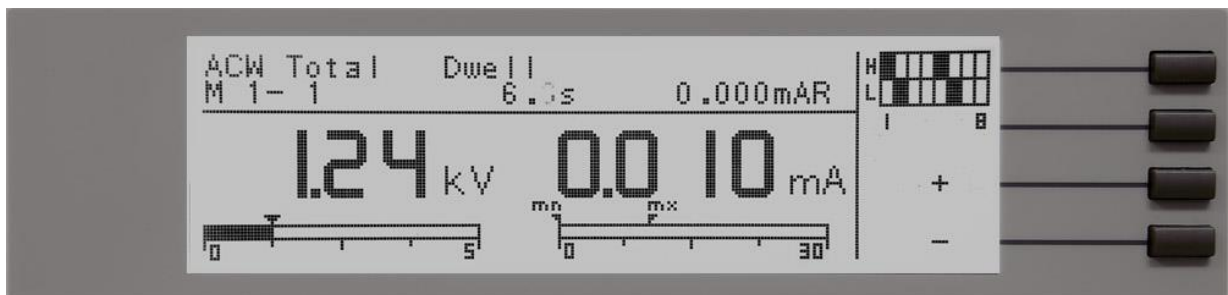 ACW Total Dwell
M 1- 1 0.000mAR
1.24 kV 0.010 mA
mn mx
0 5 0 30
H
L
1 8
+
-